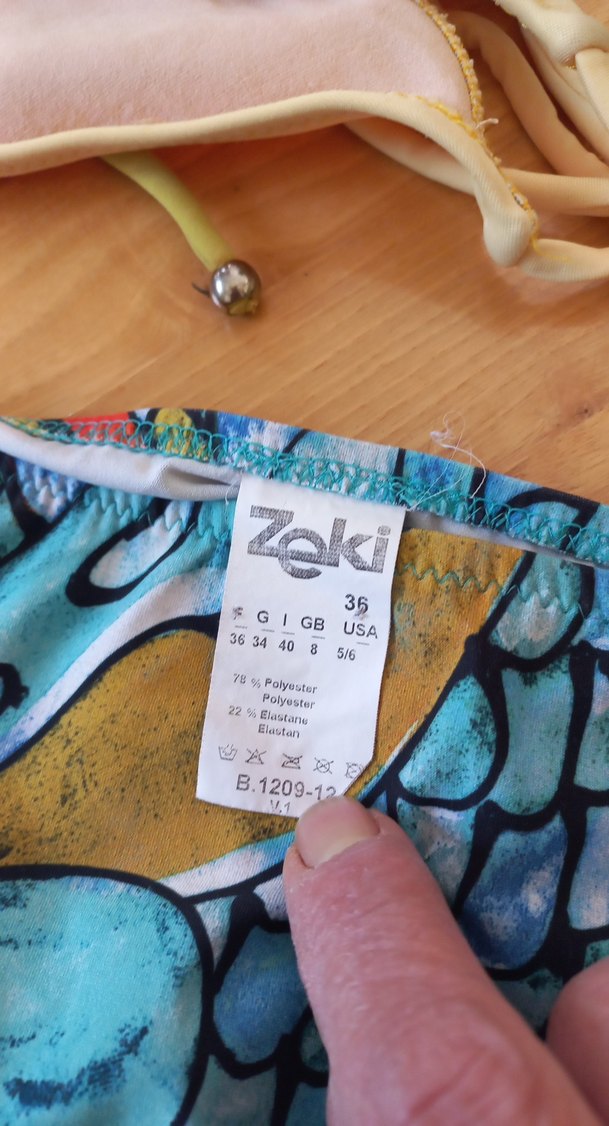 Zeki
36
F G I GB USA
36 34 40 8 5/6
78 % Polyester
Polyester
22 % Elastane
Elastan
B.1209-12
V.1